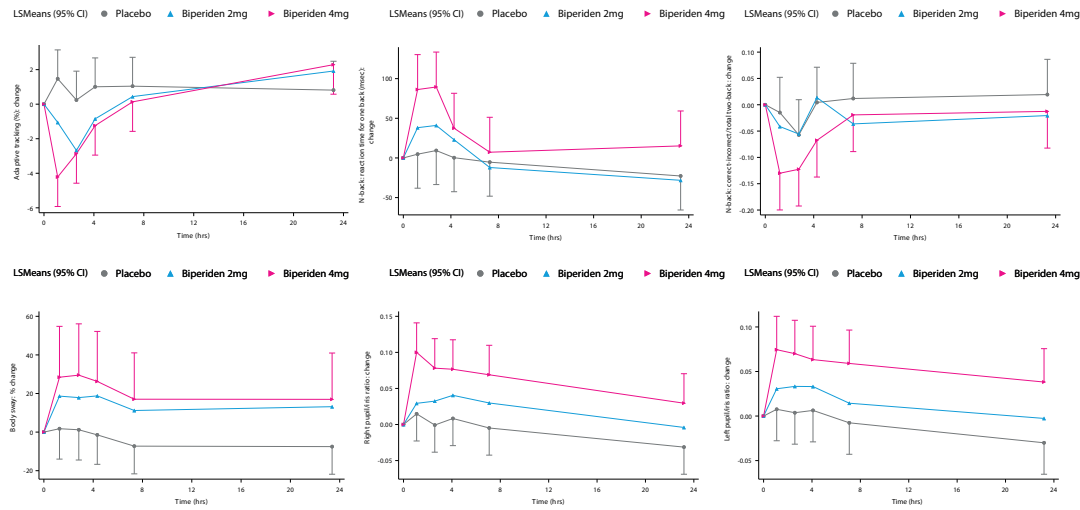 LSMeans (95% CI) Placebo Biperiden 2mg Biperiden 4mg
Adaptive tracking (%) change
2
0
-2
-4
-6
0 4 8 12 16 20 24
Time (hrs)
LSMeans (95% CI) Placebo Biperiden 2mg Biperiden 4mg
N-back: reaction time for one back (msec):
change
100
50
0
-50
0 4 8 12 16 20 24
Time (hrs)
LSMeans (95% CI) Placebo Biperiden 2mg Biperiden 4mg
N-back: correct-incorrect/total two-back: change
0.10
0.05
0.00
-0.05
-0.10
-0.15
-0.20
0 4 8 12 16 20 24
Time (hrs)
LSMeans (95% CI) Placebo Biperiden 2mg Biperiden 4mg
Body sway: % change
60
40
20
0
-20
0 4 8 12 16 20 24
Time (hrs)
LSMeans (95% CI) Placebo Biperiden 2mg Biperiden 4mg
Right pupil/iris ratio: change
0.15
0.10
0.05
0.00
-0.05
0 4 8 12 16 20 24
Time (hrs)
LSMeans (95% CI) Placebo Biperiden 2mg Biperiden 4mg
Left pupil/iris ratio: change
0.10
0.05
0.00
-0.05
0 4 8 12 16 20 24
Time (hrs)